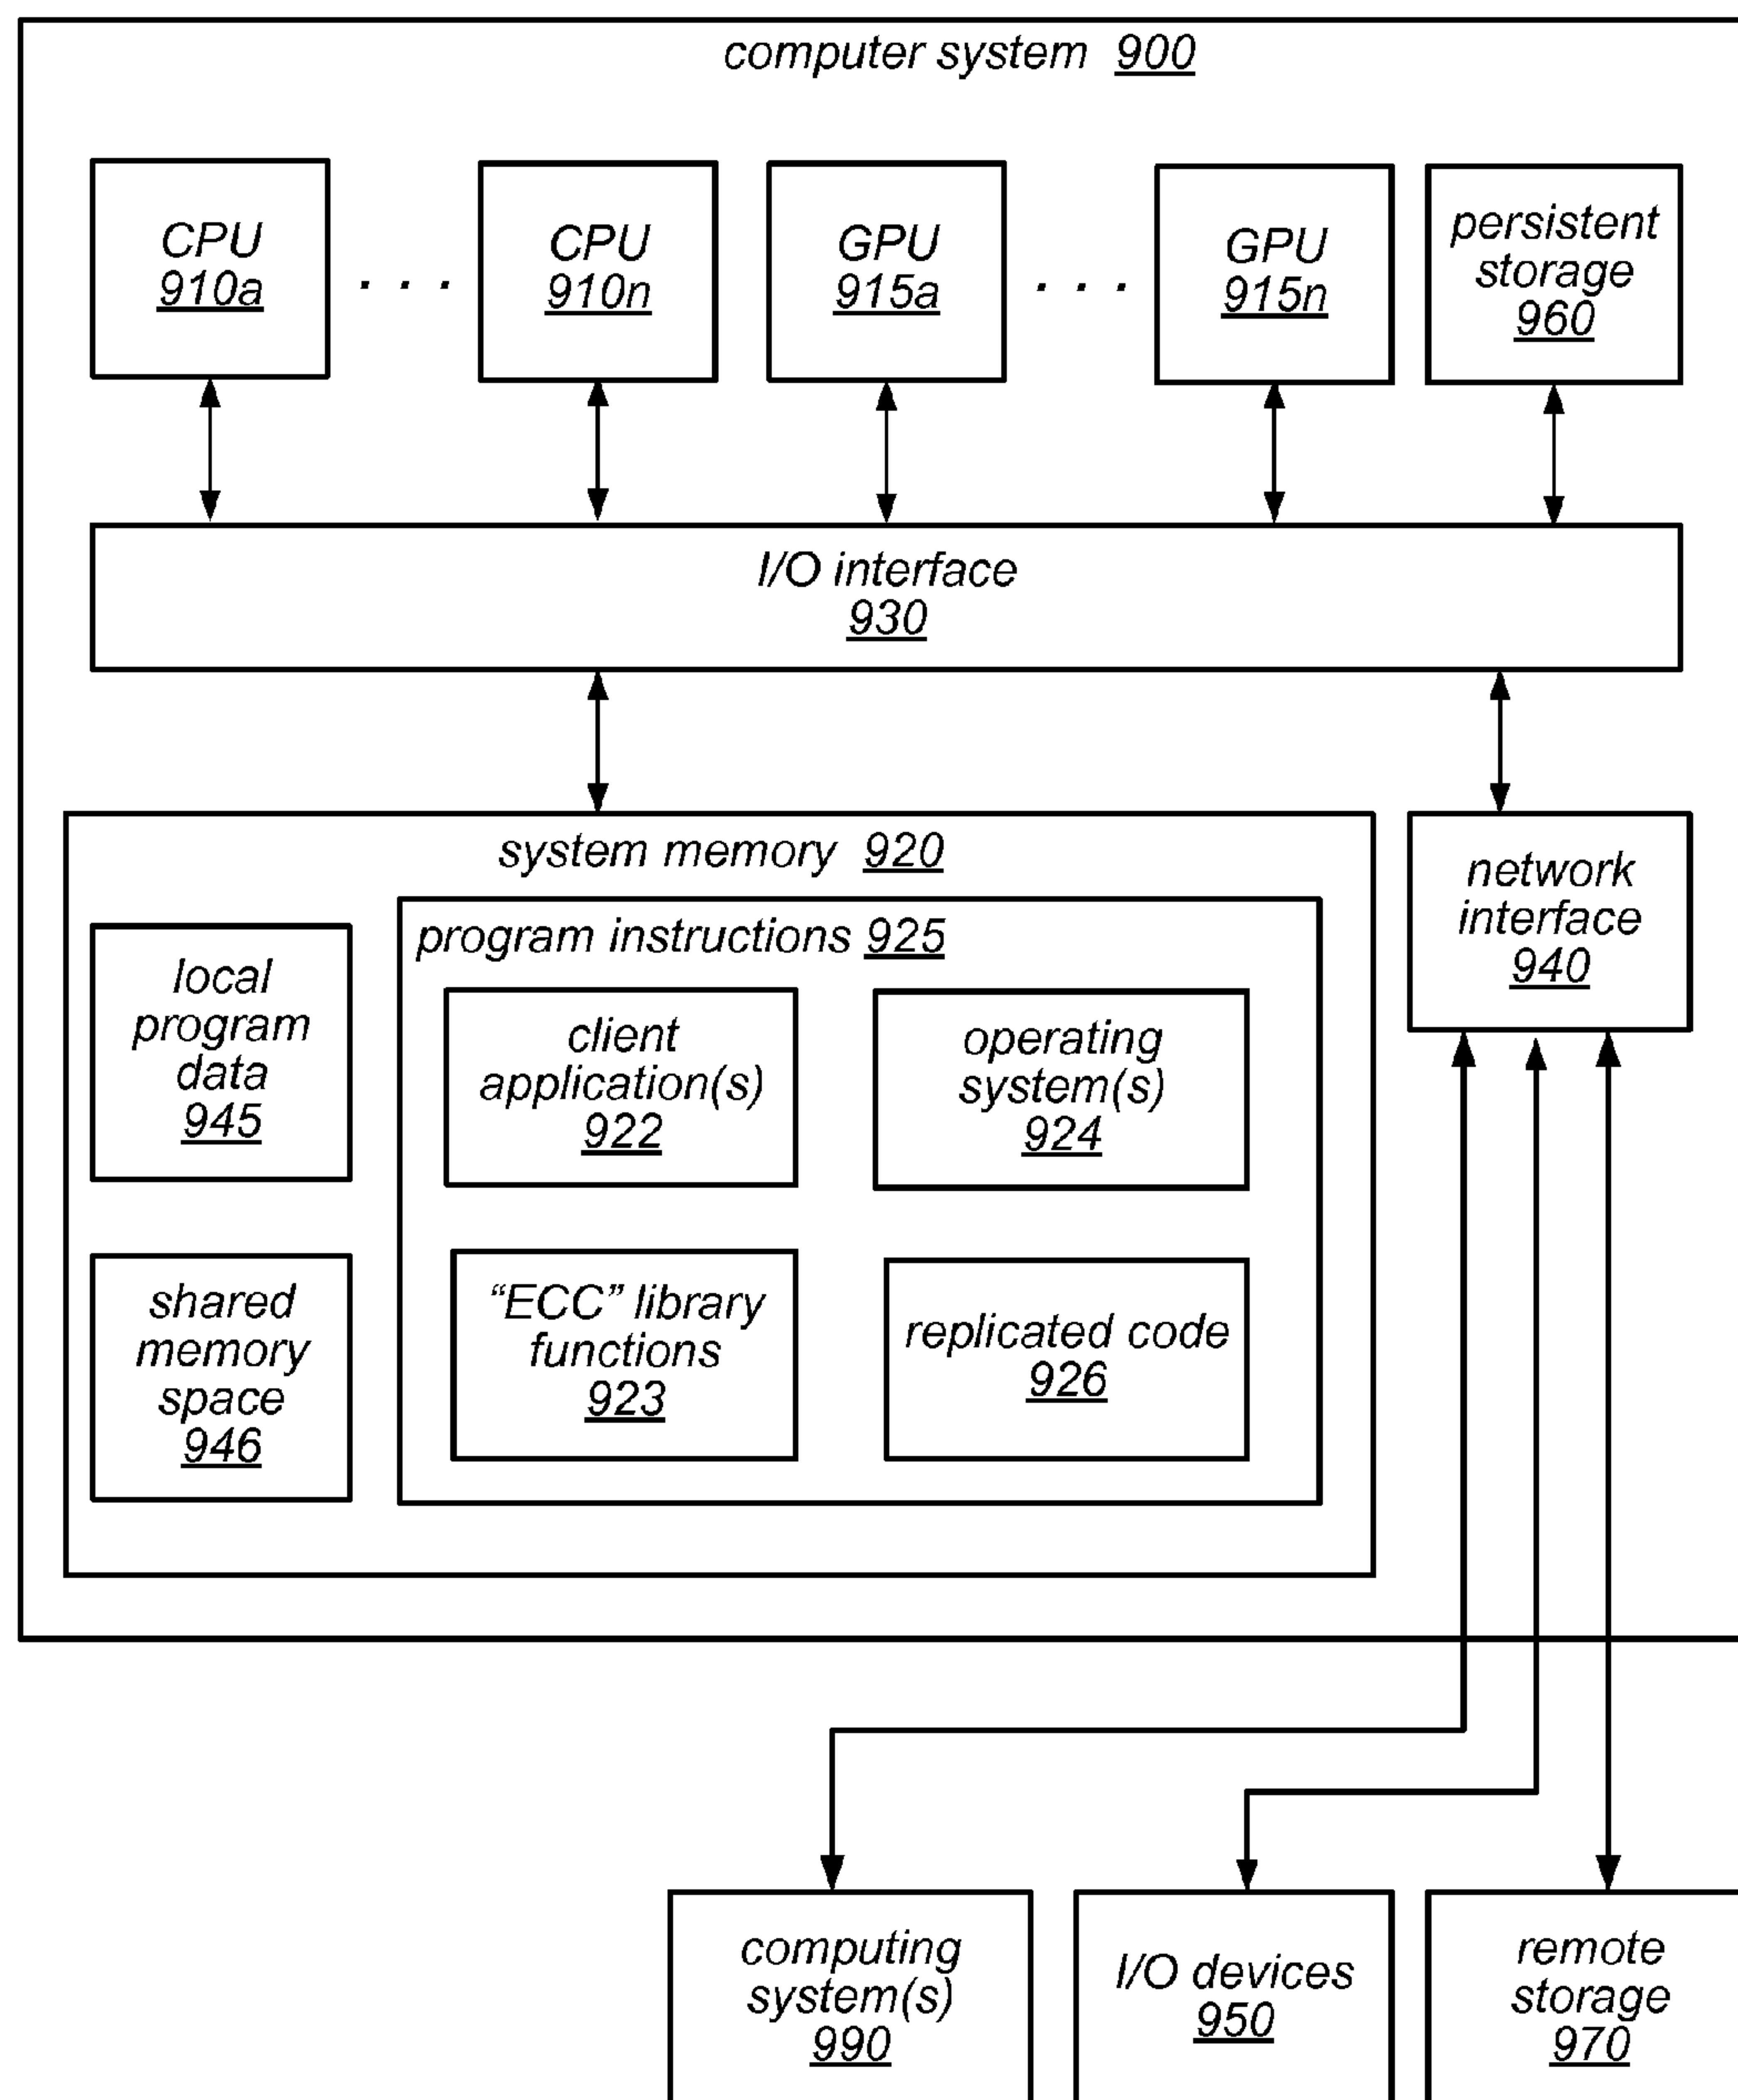 computer system 900
CPU
910a
. . .
CPU
910n
GPU
915a
. . .
GPU
915n
persistent
storage
960
I/O interface
930
system memory 920
local
program
data
945
shared
memory
space
946
program instructions 925
client
application(s)
922
operating
system(s)
924
“ECC” library
functions
923
replicated code
926
network
interface
940
computing
system(s)
990
I/O devices
950
remote
storage
970